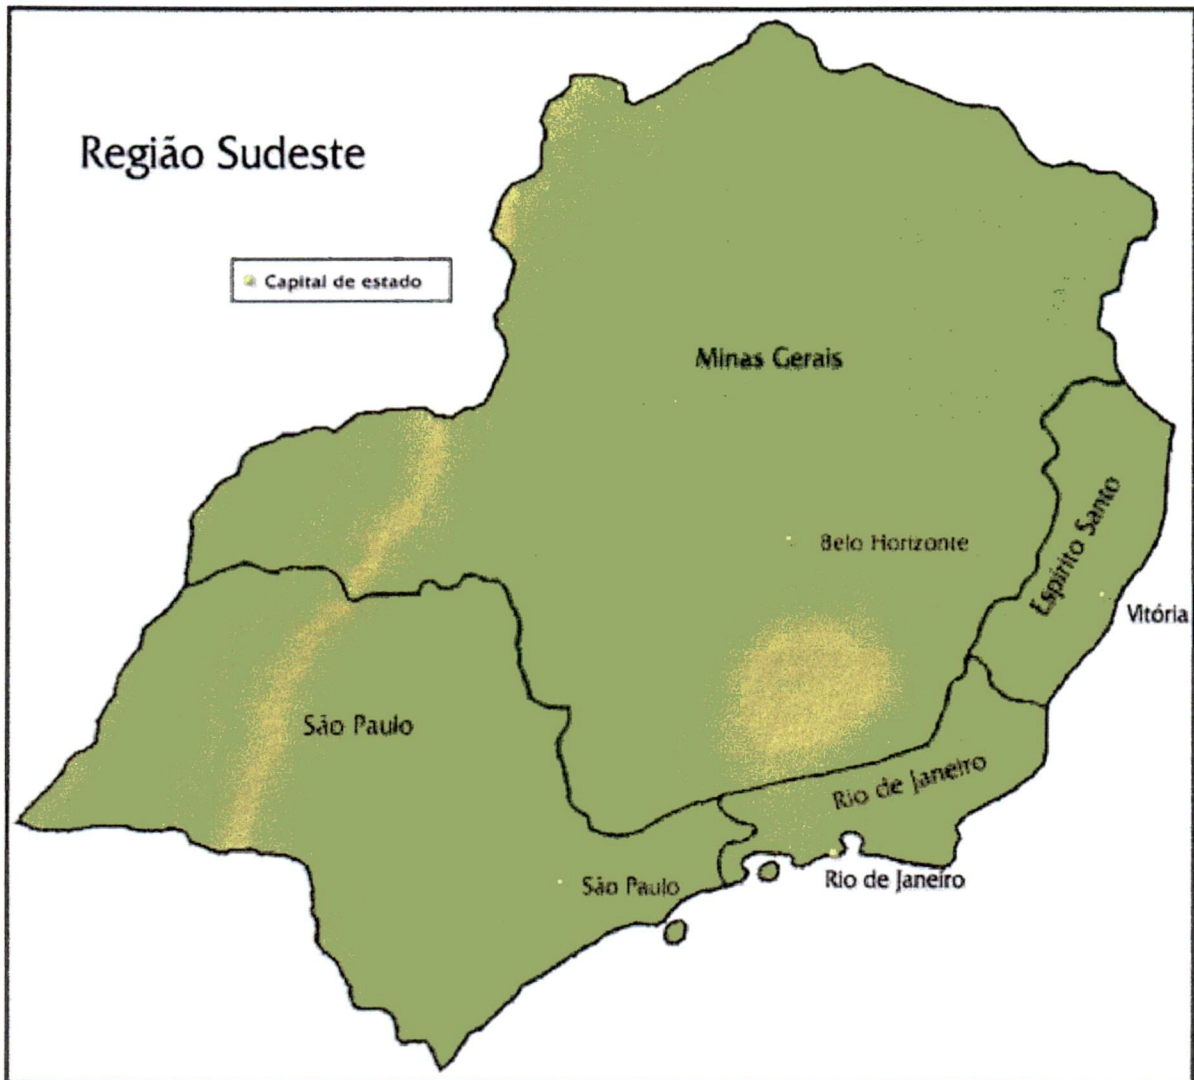 Região Sudeste
Capital de estado
Minas Gerais
Belo Horizonte
Espírito Santo
Vitória
São Paulo
Rio de Janeiro
São Paulo
Rio de Janeiro